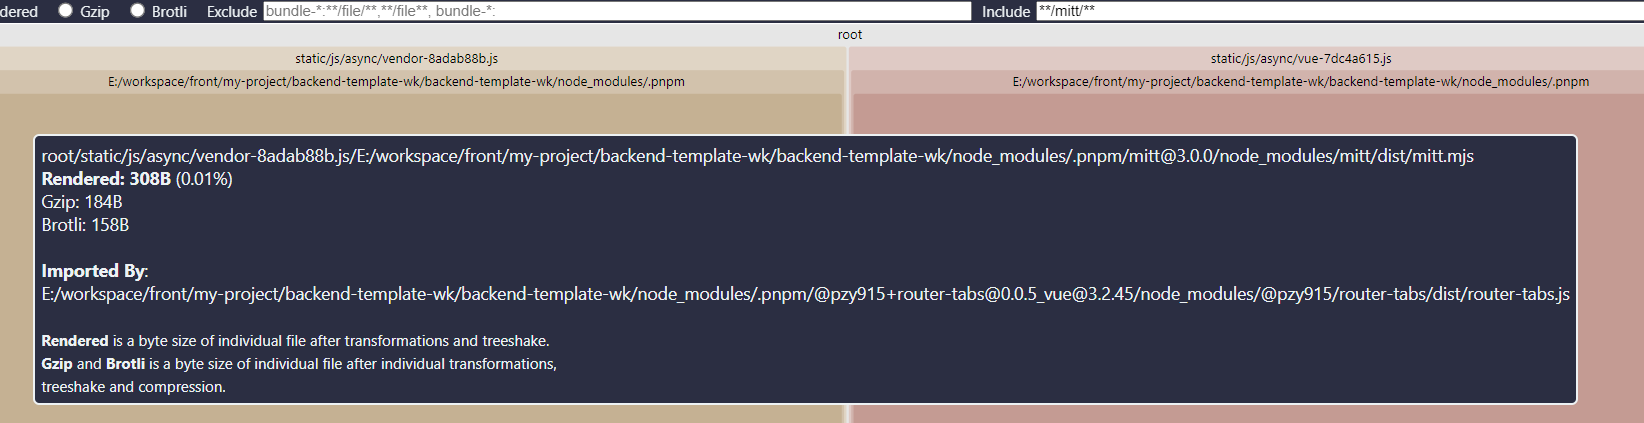 dered Gzip Brotli Exclude bundle-*:**/file/**,**/file**, bundle-*: Include **/mitt/**
root
static/js/async/vendor-8adab88b.js static/js/async/vue-7dc4a615.js
E:/workspace/front/my-project/backend-template-wk/backend-template-wk/node_modules/.pnpm E:/workspace/front/my-project/backend-template-wk/backend-template-wk/node_modules/.pnpm
root/static/js/async/vendor-8adab88b.js/E:/workspace/front/my-project/backend-template-wk/backend-template-wk/node_modules/.pnpm/mitt@3.0.0/node_modules/mitt/dist/mitt.mjs
Rendered: 308B (0.01%)
Gzip: 184B
Brotli: 158B
Imported By:
E:/workspace/front/my-project/backend-template-wk/backend-template-wk/node_modules/.pnpm/@pzy915+router-tabs@0.0.5_vue@3.2.45/node_modules/@pzy915/router-tabs/dist/router-tabs.js
Rendered is a byte size of individual file after transformations and treeshake.
Gzip and Brotli is a byte size of individual file after individual transformations,
treeshake and compression.